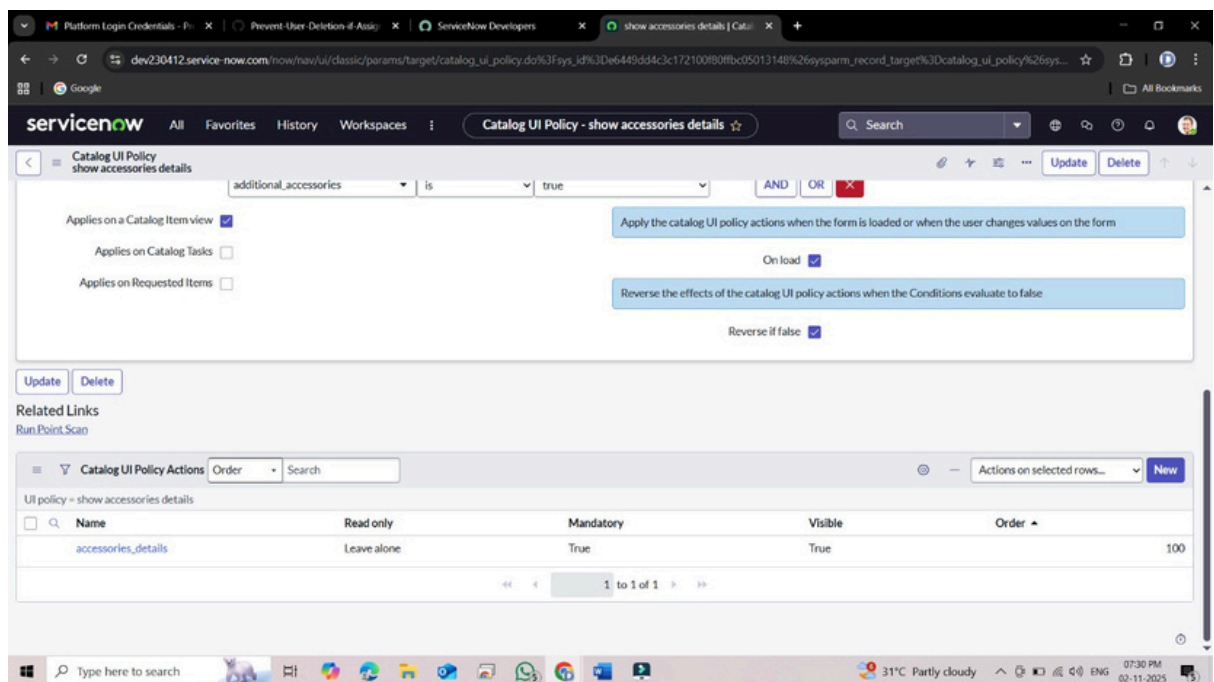 Platform Login Credentials - Pr
Prevent-User-Deletion-if-Assig
ServiceNow Developers
show accessories details | Catal
dev230412.service-now.com/now/nav/ui/classic/params/target/catalog_ui_policy.do%3Fsys_id%3De6449dd4c3c172100f80ffbc05013148%26sysparm_record_target%3Dcatalog_ui_policy%26sys...
Google
All Bookmarks
servicenow All Favorites History Workspaces
Catalog UI Policy - show accessories details
Search
Catalog UI Policy
show accessories details
Update Delete
additional_accessories is true AND OR
Applies on a Catalog Item view
Apply the catalog UI policy actions when the form is loaded or when the user changes values on the form
Applies on Catalog Tasks
On load
Applies on Requested Items
Reverse the effects of the catalog UI policy actions when the Conditions evaluate to false
Reverse if false
Update Delete
Related Links
Run Point Scan
Catalog UI Policy Actions Order Search Actions on selected rows... New
UI policy = show accessories details
Name Read only Mandatory Visible Order
accessories_details Leave alone True True 100
1 to 1 of 1
Type here to search
31°C Partly cloudy ENG
07:30 PM
02-11-2025